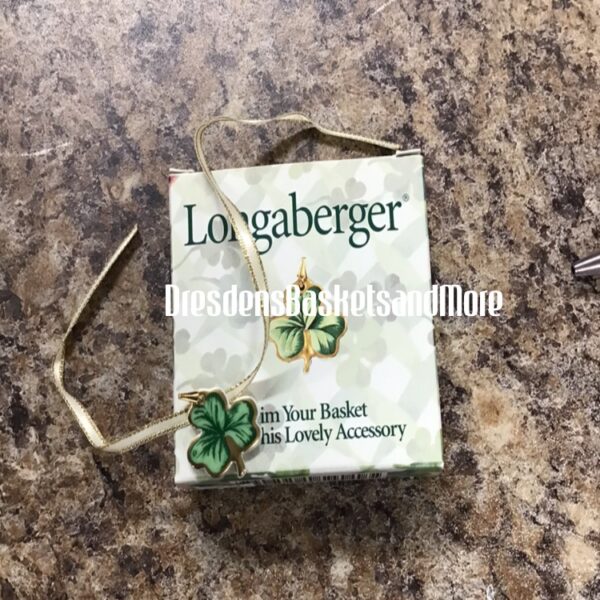 Longaberger®
DresdensBasketsandMore
im Your Basket
his Lovely Accessory